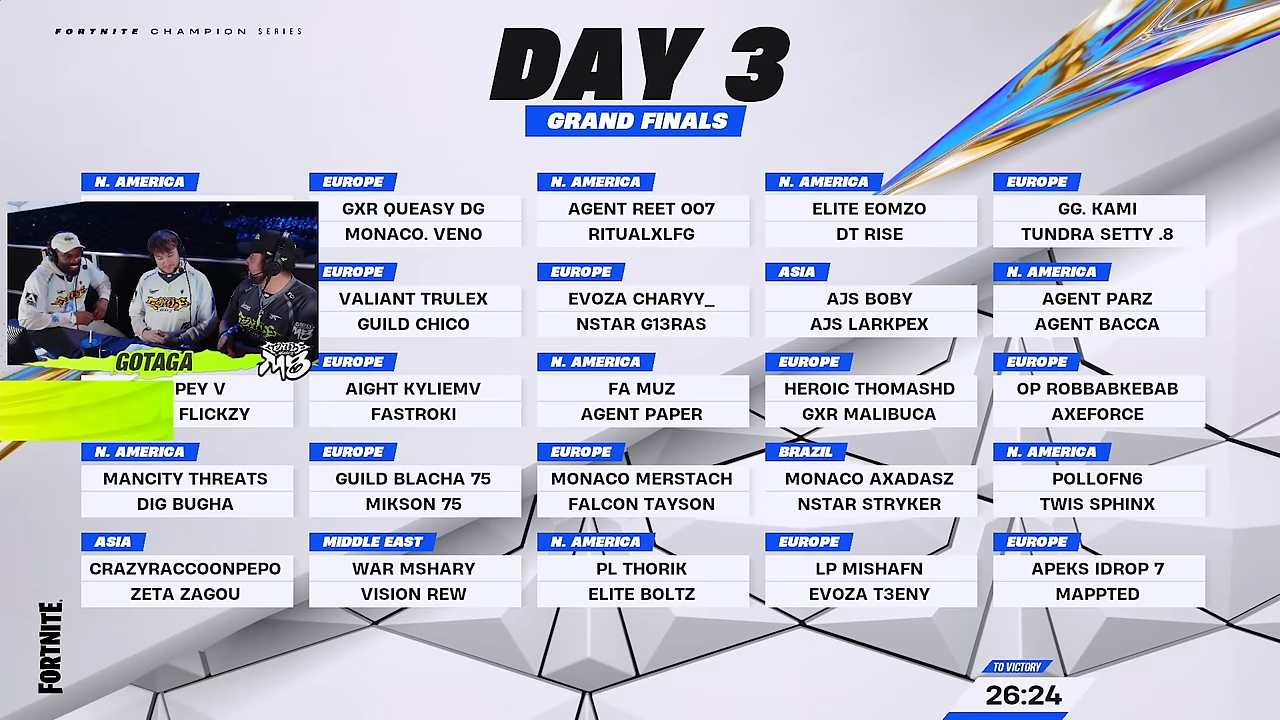 FORTNITE CHAMPION SERIES
DAY 3
GRAND FINALS
N. AMERICA
EUROPE
GXR QUEASY DG
MONACO. VENO
N. AMERICA
AGENT REET 007
RITUALXLFG
N. AMERICA
ELITE EOMZO
DT RISE
EUROPE
GG. KAMI
TUNDRA SETTY .8
EUROPE
VALIANT TRULEX
GUILD CHICO
EUROPE
EVOZA CHARYY_
NSTAR G13RAS
ASIA
AJS BOBY
AJS LARKPEX
N. AMERICA
AGENT PARZ
AGENT BACCA
GOTAGA
M8
PEY V
FLICKZY
EUROPE
AIGHT KYLIEMV
FASTROKI
N. AMERICA
FA MUZ
AGENT PAPER
EUROPE
HEROIC THOMASHD
GXR MALIBUCA
EUROPE
OP ROBBABKEBAB
AXEFORCE
N. AMERICA
MANCITY THREATS
DIG BUGHA
EUROPE
GUILD BLACHA 75
MIKSON 75
EUROPE
MONACO MERSTACH
FALCON TAYSON
BRAZIL
MONACO AXADASZ
NSTAR STRYKER
N. AMERICA
POLLOFN6
TWIS SPHINX
ASIA
CRAZYRACCOONPEPO
ZETA ZAGOU
MIDDLE EAST
WAR MSHARY
VISION REW
N. AMERICA
PL THORIK
ELITE BOLTZ
EUROPE
LP MISHAFN
EVOZA T3ENY
EUROPE
APEKS IDROP 7
MAPPTED
FORTNITE
TO VICTORY
26:24